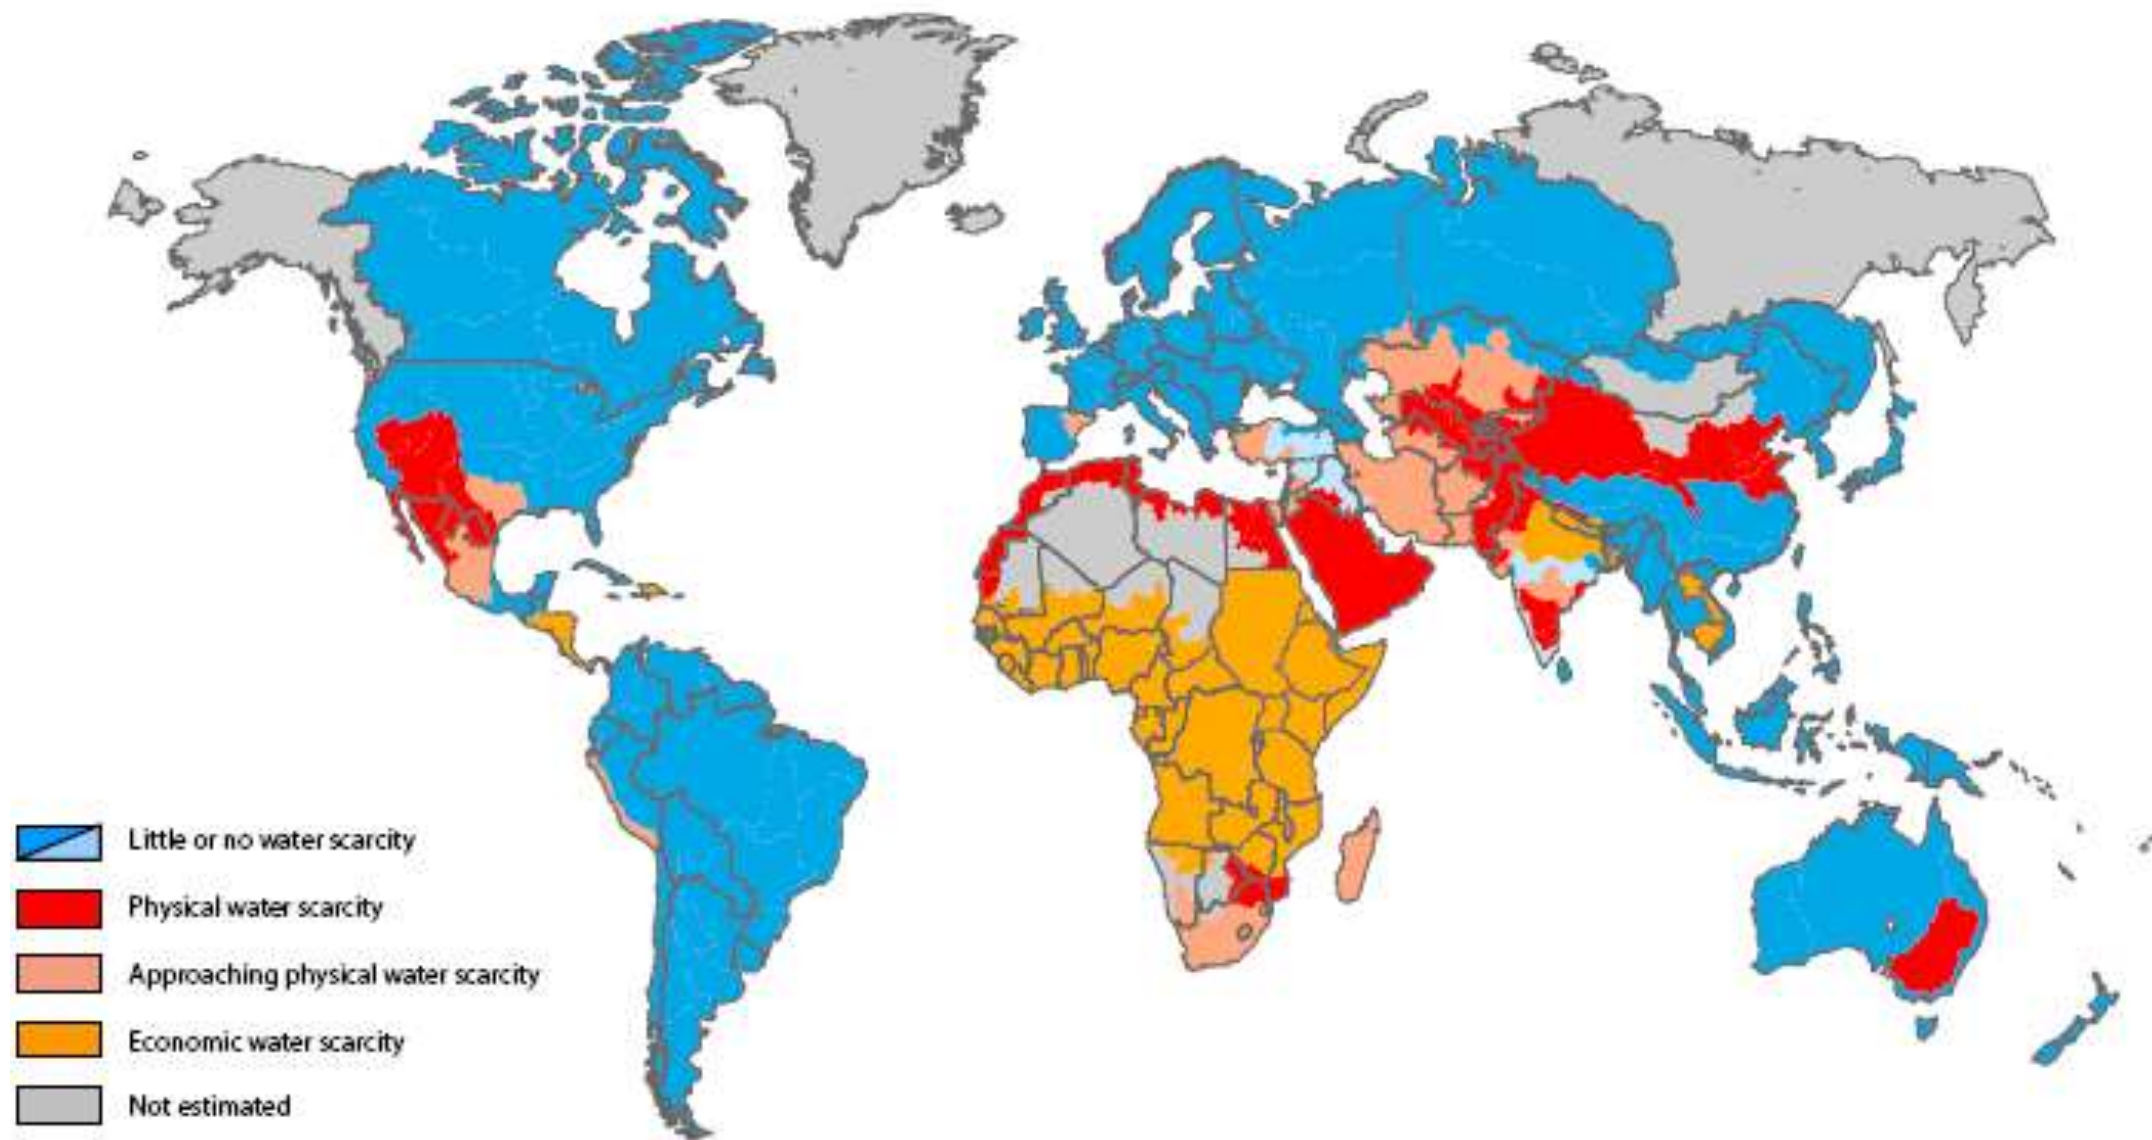 Little or no water scarcity
Physical water scarcity
Approaching physical water scarcity
Economic water scarcity
Not estimated